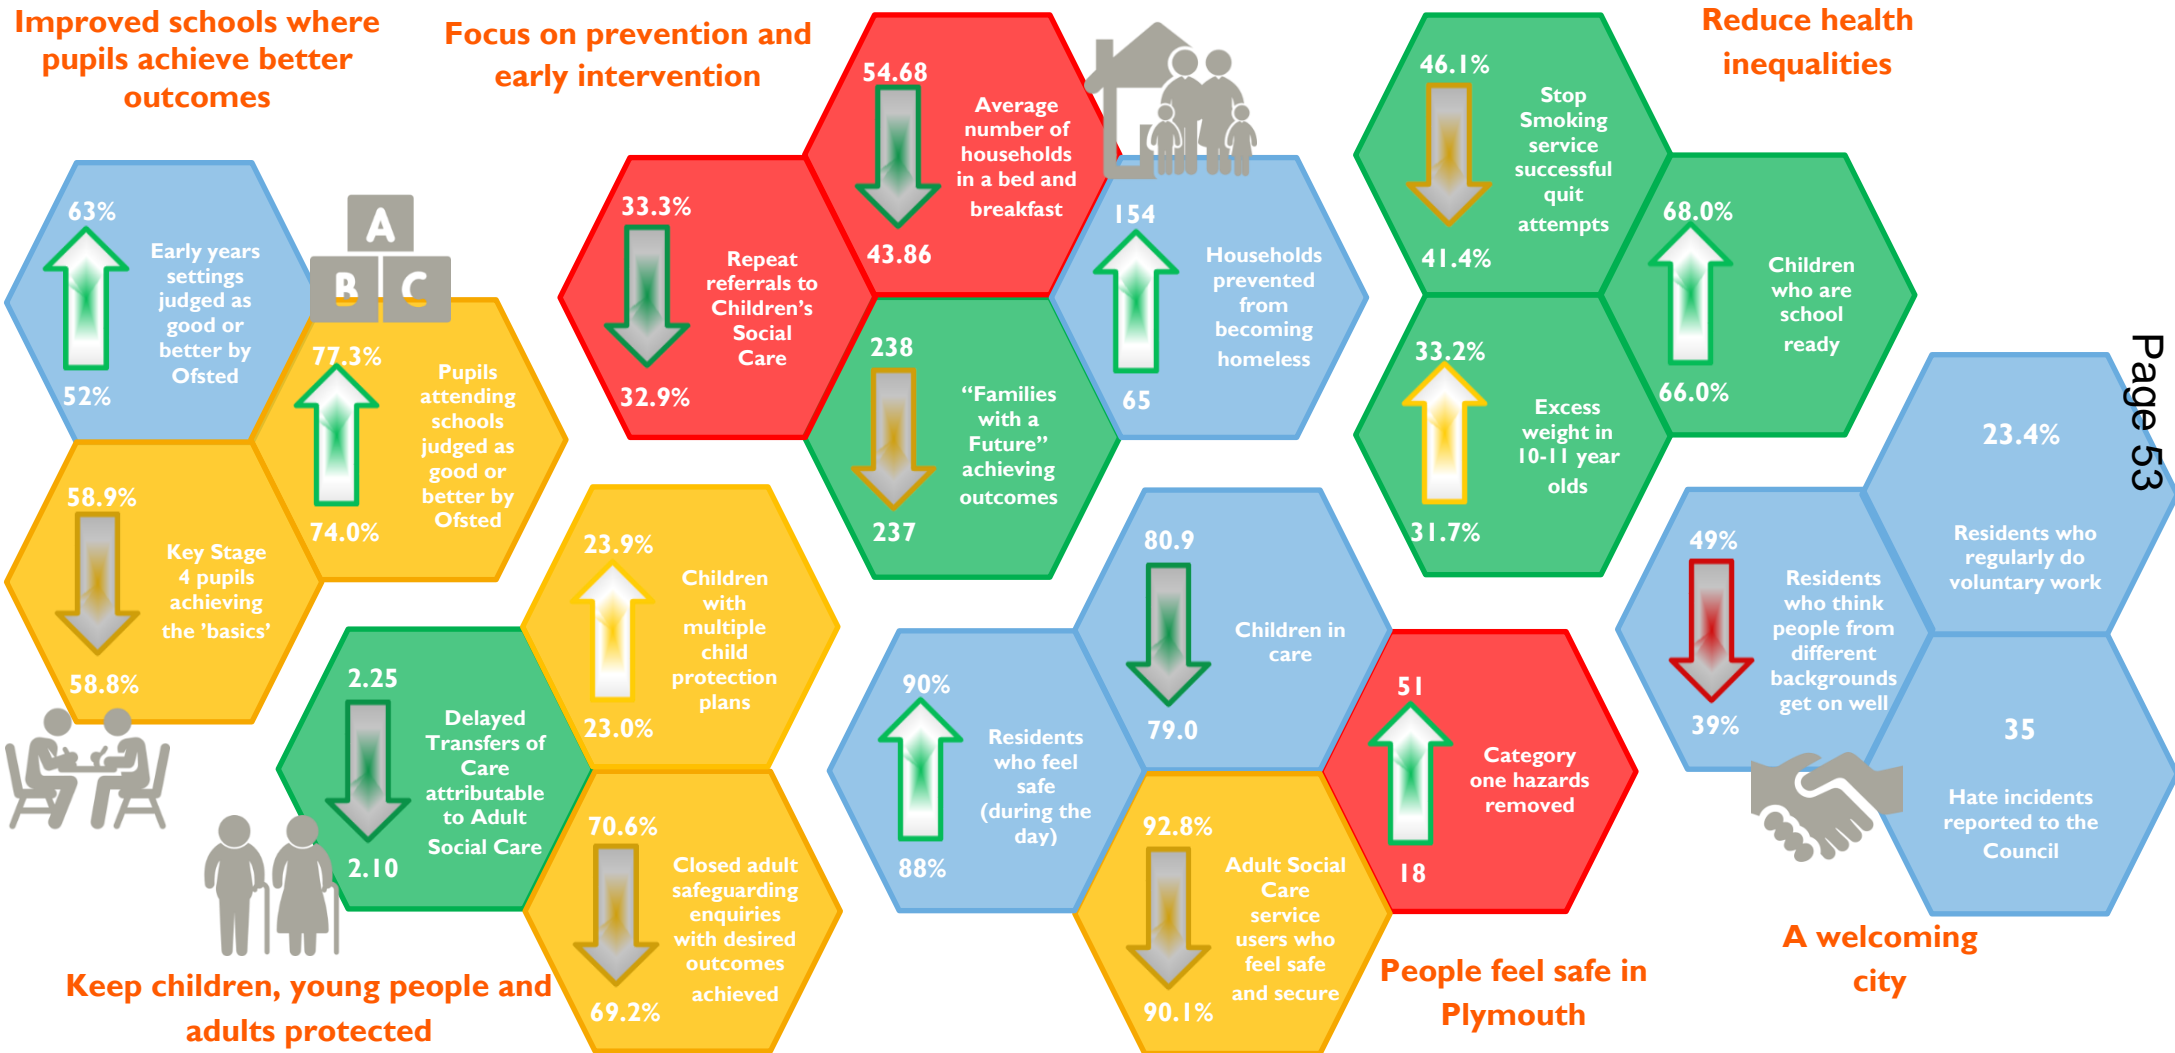 Improved schools where
pupils achieve better
outcomes
63%
Early years
settings
judged as
good or
better by
Ofsted
52%
A
B C
77.3%
Pupils
attending
schools
judged as
good or
better by
Ofsted
74.0%
58.9%
Key Stage
4 pupils
achieving
the ’basics’
58.8%
Focus on prevention and
early intervention
54.68
Average
number of
households
in a bed and
breakfast
43.86
33.3%
Repeat
referrals to
Children’s
Social
Care
32.9%
154
Households
prevented
from
becoming
homeless
65
238
“Families
with a
Future”
achieving
outcomes
237
Reduce health
inequalities
46.1%
Stop
Smoking
service
successful
quit
attempts
41.4%
68.0%
Children
who are
school
ready
66.0%
33.2%
Excess
weight in
10-11 year
olds
31.7%
Page 53
23.9%
Children
with
multiple
child
protection
plans
23.0%
2.25
Delayed
Transfers of
Care
attributable
to Adult
Social Care
2.10
70.6%
Closed adult
safeguarding
enquiries
with desired
outcomes
achieved
69.2%
Keep children, young people and
adults protected
80.9
Children in
care
79.0
90%
Residents
who feel
safe
(during the
day)
88%
51
Category
one hazards
removed
18
92.8%
Adult Social
Care
service
users who
feel safe
and secure
90.1%
People feel safe in
Plymouth
23.4%
Residents who
regularly do
voluntary work
49%
Residents
who think
people from
different
backgrounds
get on well
39%
35
Hate incidents
reported to the
Council
A welcoming
city